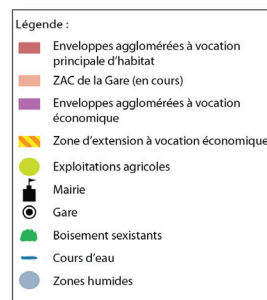 Légende :
Enveloppes agglomérées à vocation
principale d'habitat
ZAC de la Gare (en cours)
Enveloppes agglomérées à vocation
économique
Zone d'extension à vocation économique
Exploitations agricoles
Mairie
Gare
Boisement sexistants
Cours d'eau
Zones humides